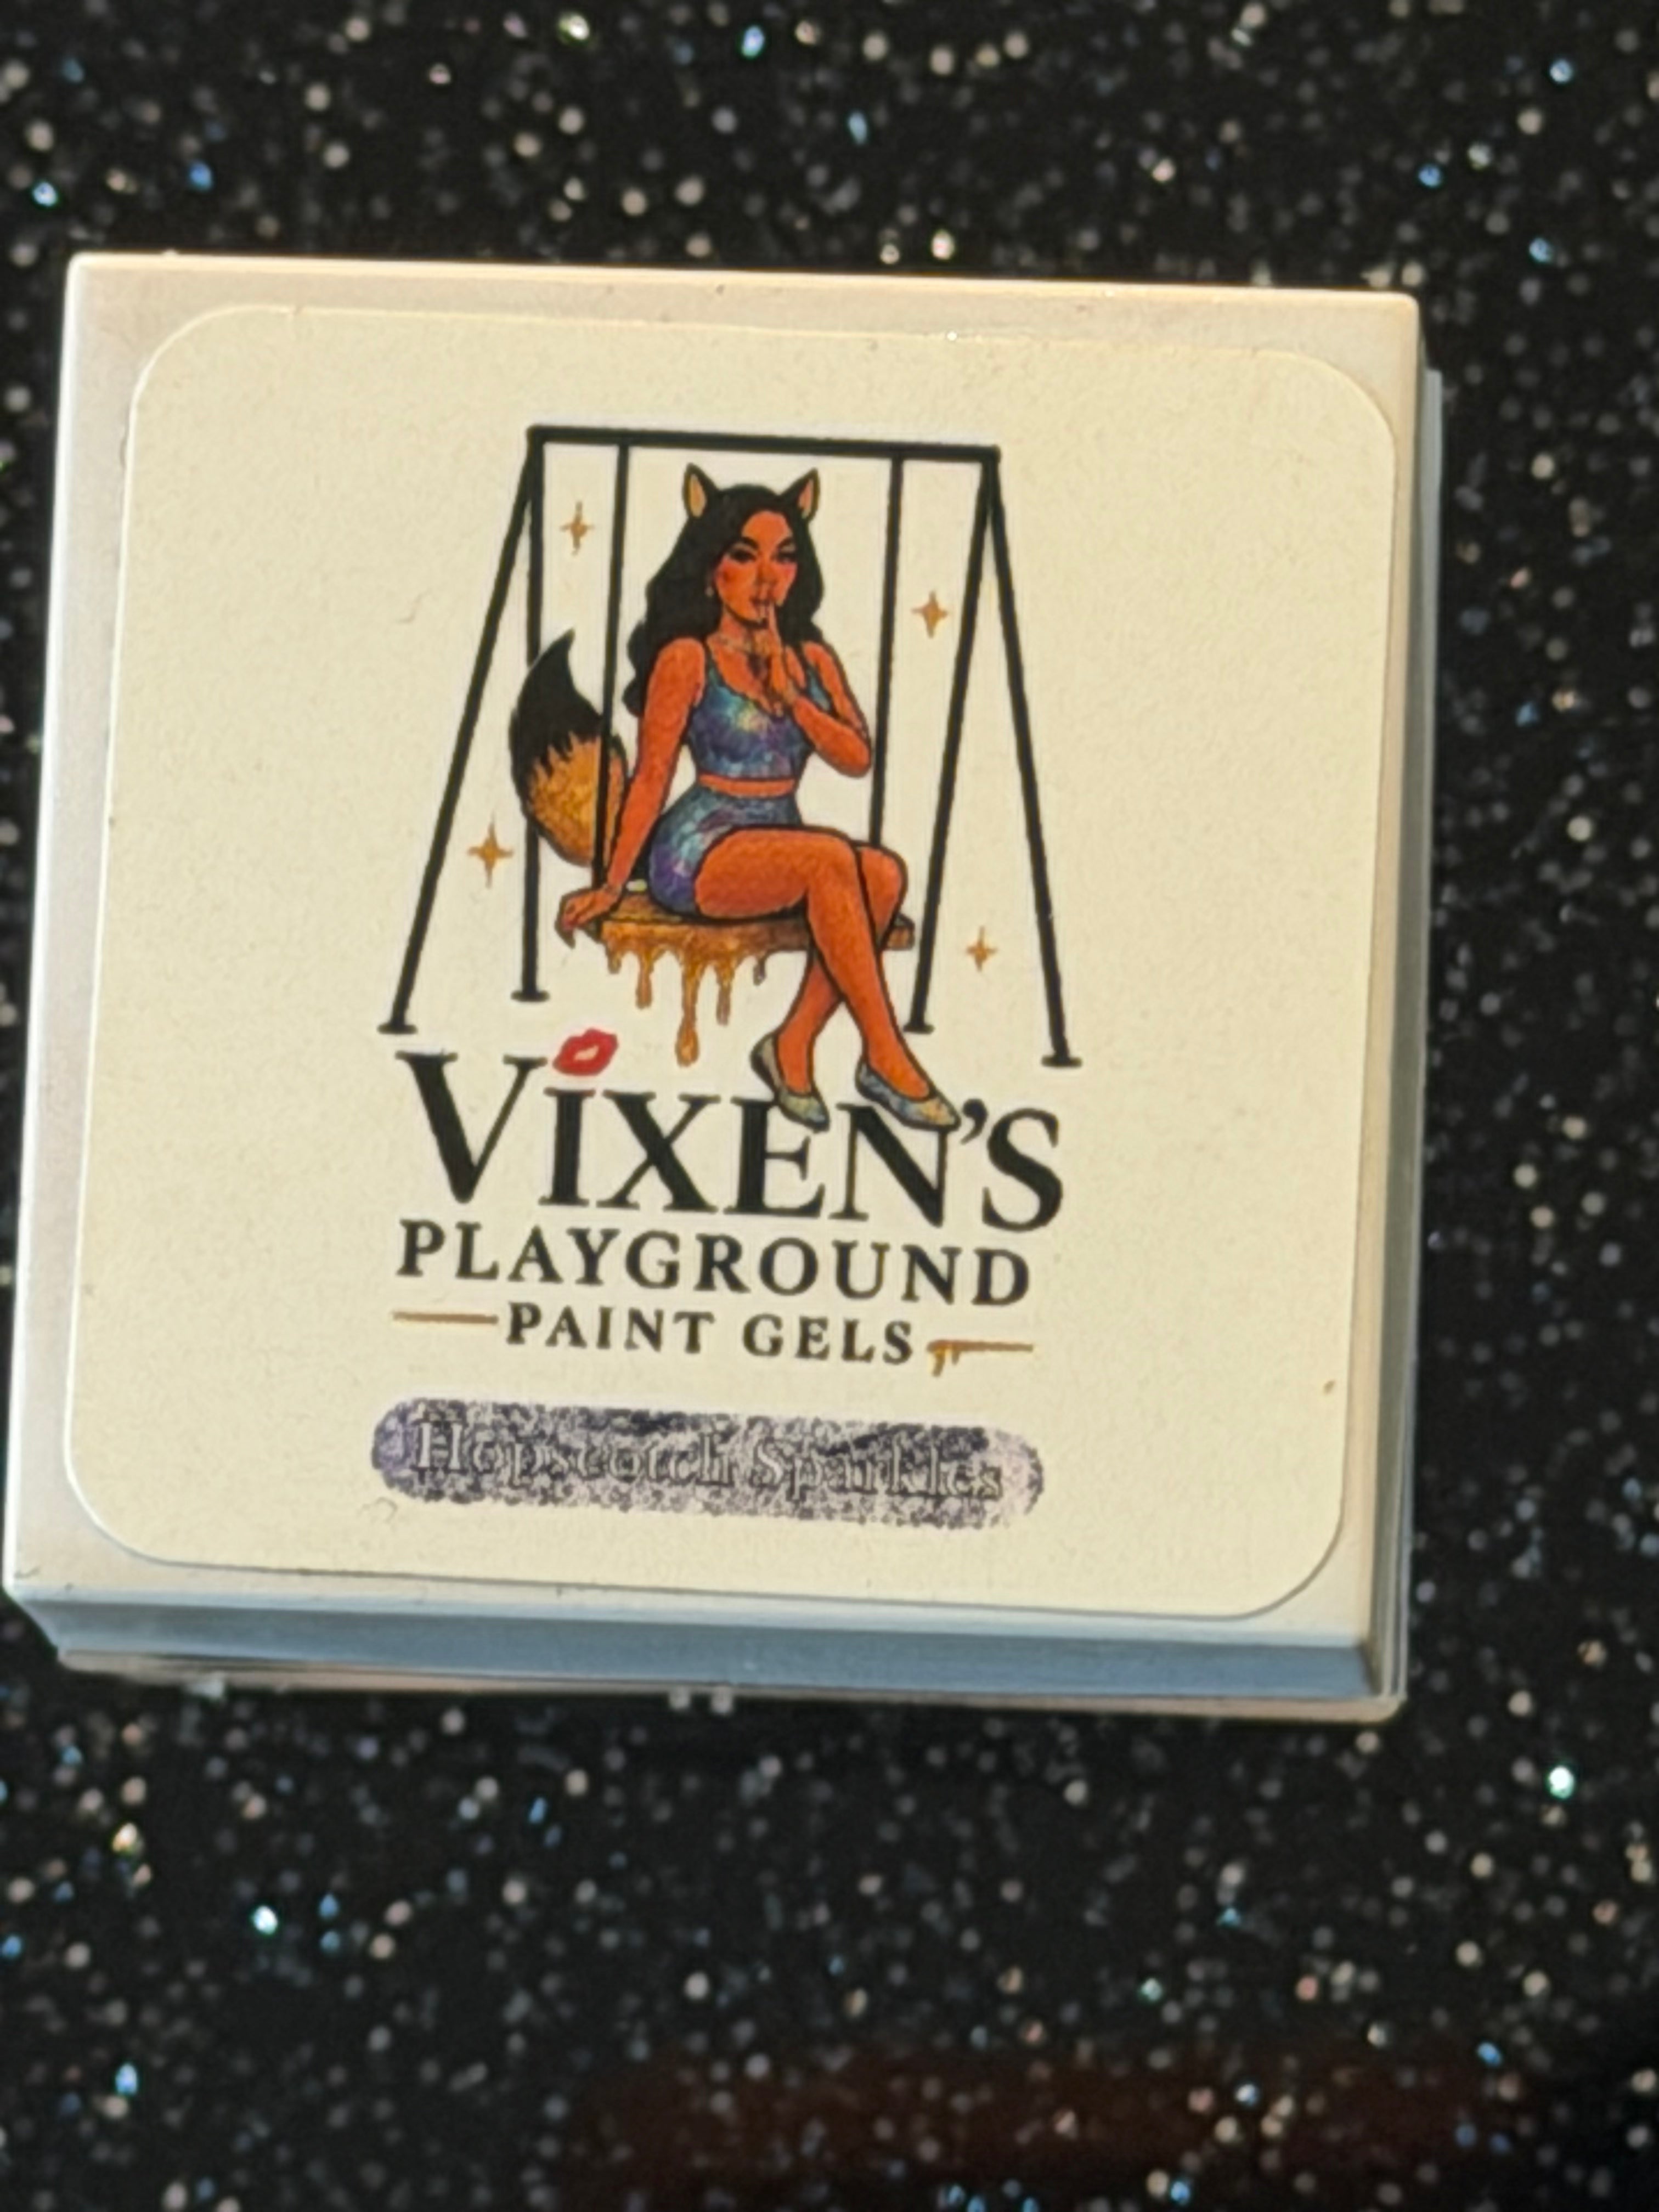 VIXEN'S
PLAYGROUND
PAINT GELS
Hopscotch Sparkles